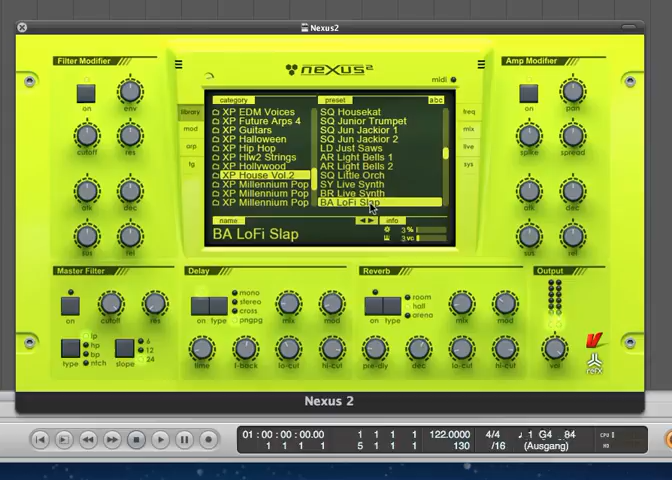 Nexus2
Filter Modifier
on
env
cutoff
res
atk
dec
sus
rel
nexus²
midi
category
preset
abc
library
mod
arp
tg
XP EDM Voices
XP Future Arps 4
XP Guitars
XP Halloween
XP Hip Hop
XP Hlw2 Strings
XP Hollywood
XP House Vol.2
XP Millennium Pop
XP Millennium Pop
XP Millennium Pop
SQ Housekat
SQ Junior Trumpet
SQ Jun Jackior 1
SQ Jun Jackior 2
LD Just Saws
AR Light Bells 1
AR Light Bells 2
SQ Little Orch
SY Live Synth
BR Live Synth
BA LoFi Slap
freq
mix
live
sys
name
info
BA LoFi Slap
3 %
3 vc
Amp Modifier
on
pan
spike
spread
atk
dec
sus
rel
Master Filter
on
cutoff
res
type
lp
hp
bp
ntch
slope
6
12
24
Delay
on
type
mono
stereo
cross
pngpg
mix
mod
time
f-back
lo-cut
hi-cut
Reverb
on
type
room
hall
arena
mix
mod
pre-dly
dec
lo-cut
hi-cut
Output
vol
V
reFX
Nexus 2
01 : 00 : 00 : 00.00
1 1 1 1
122.0000
4/4
♩ 1 G4 84
CPU
1 1 1 1
5 1 1 1
130
/16
(Ausgang)
HD